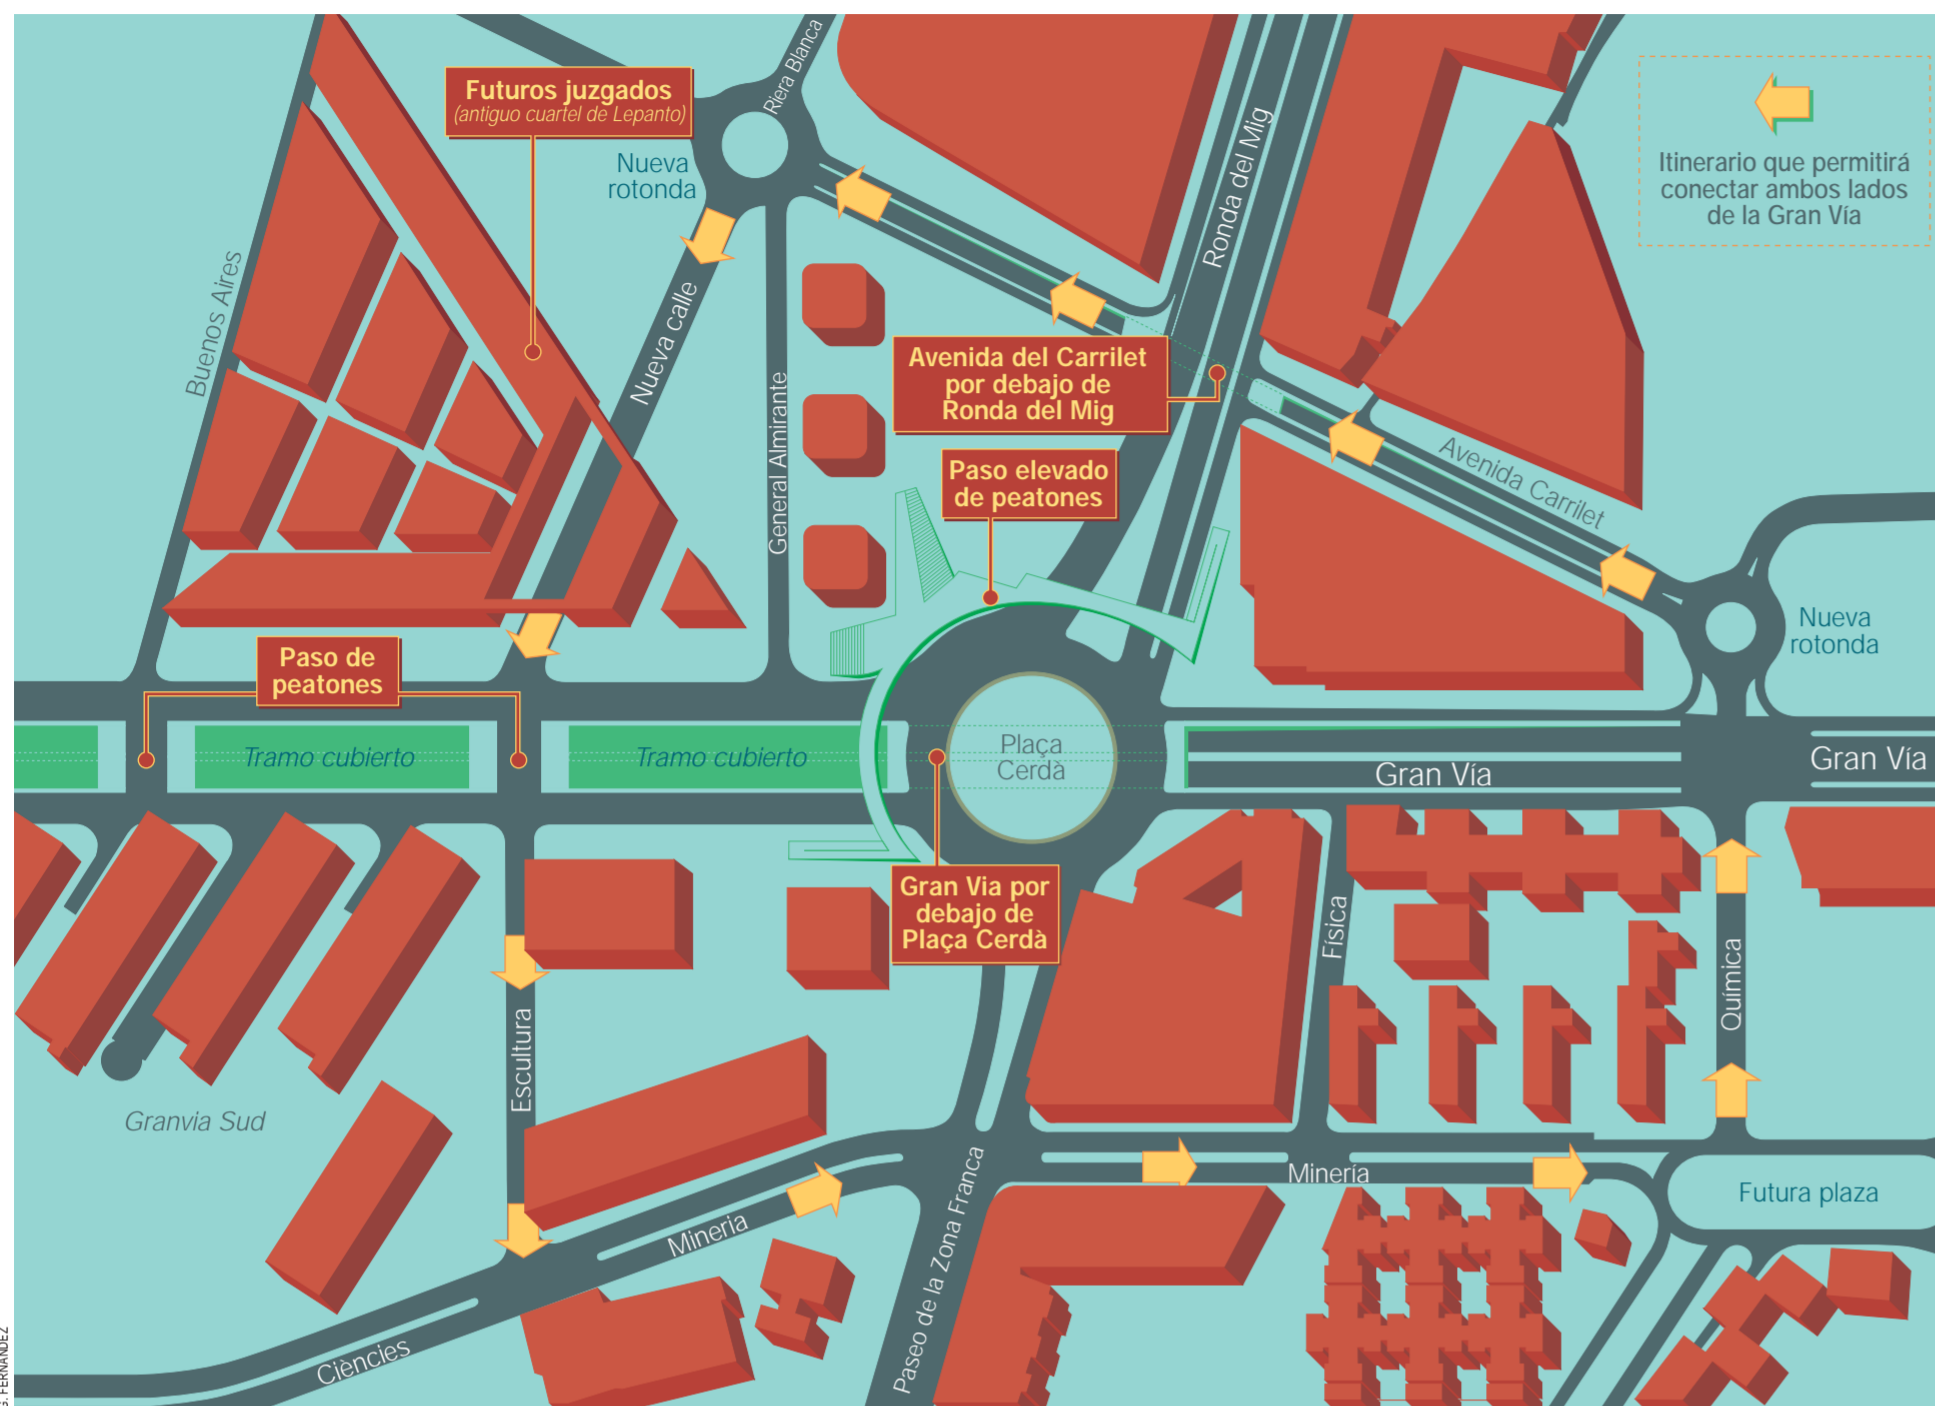 Riera Blanca
Futuros juzgados
(antiguo cuartel de Lepanto)
Nueva
rotonda
Ronda del Mig
Itinerario que permitirá
conectar ambos lados
de la Gran Vía
Buenos Aires
Nueva calle
General Almirante
Avenida del Carrilet
por debajo de
Ronda del Mig
Avenida Carrilet
Paso elevado
de peatones
Nueva
rotonda
Paso de
peatones
Tramo cubierto
Tramo cubierto
Plaça
Cerdà
Gran Vía
Gran Vía
Gran Via por
debajo de
Plaça Cerdà
Física
Química
Escultura
Granvia Sud
Minería
Futura plaza
Mineria
Paseo de la Zona Franca
Ciències
G. FERNÁNDEZ